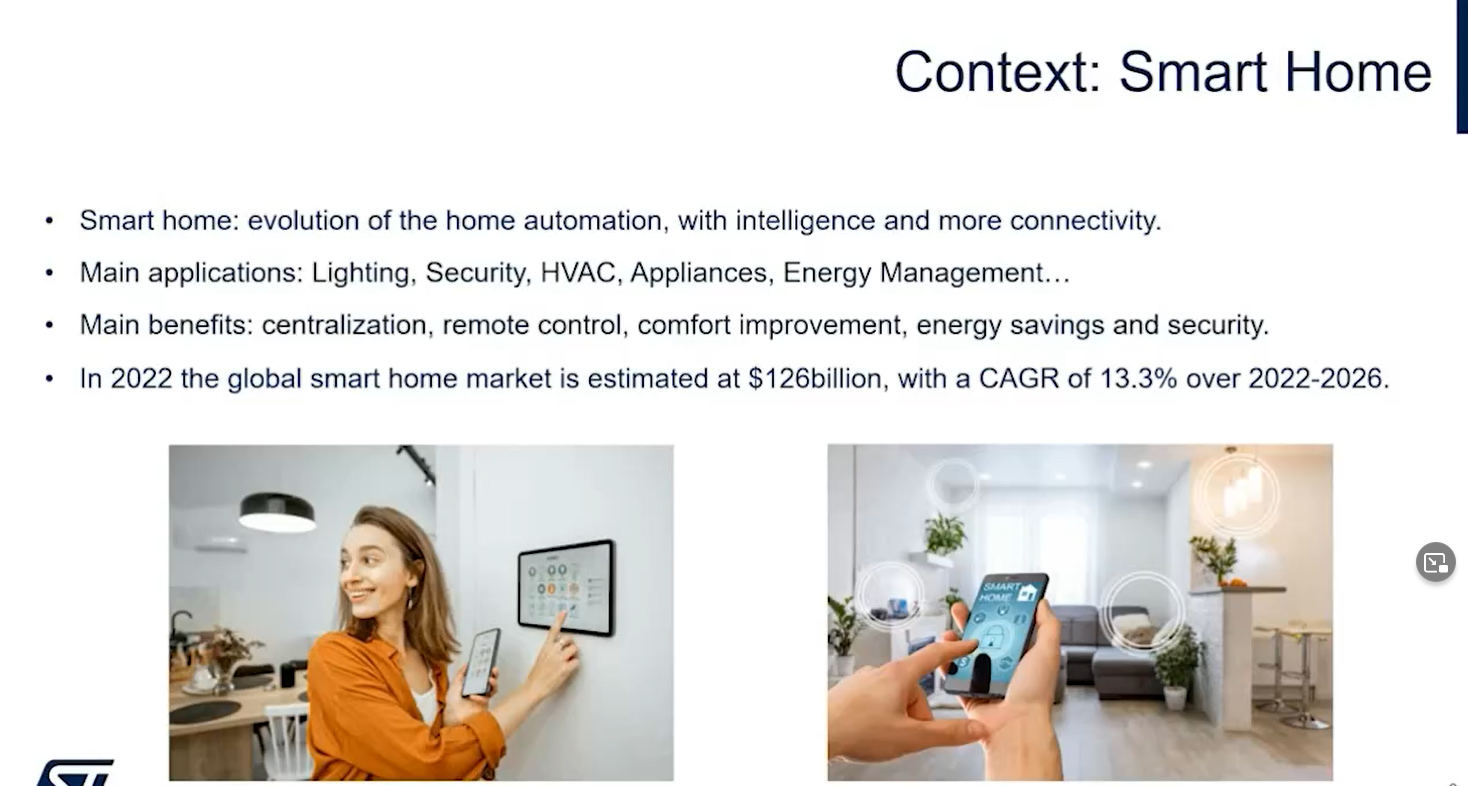 Context: Smart Home
• Smart home: evolution of the home automation, with intelligence and more connectivity.
• Main applications: Lighting, Security, HVAC, Appliances, Energy Management…
• Main benefits: centralization, remote control, comfort improvement, energy savings and security.
• In 2022 the global smart home market is estimated at $126billion, with a CAGR of 13.3% over 2022-2026.
SMART
HOME
ST